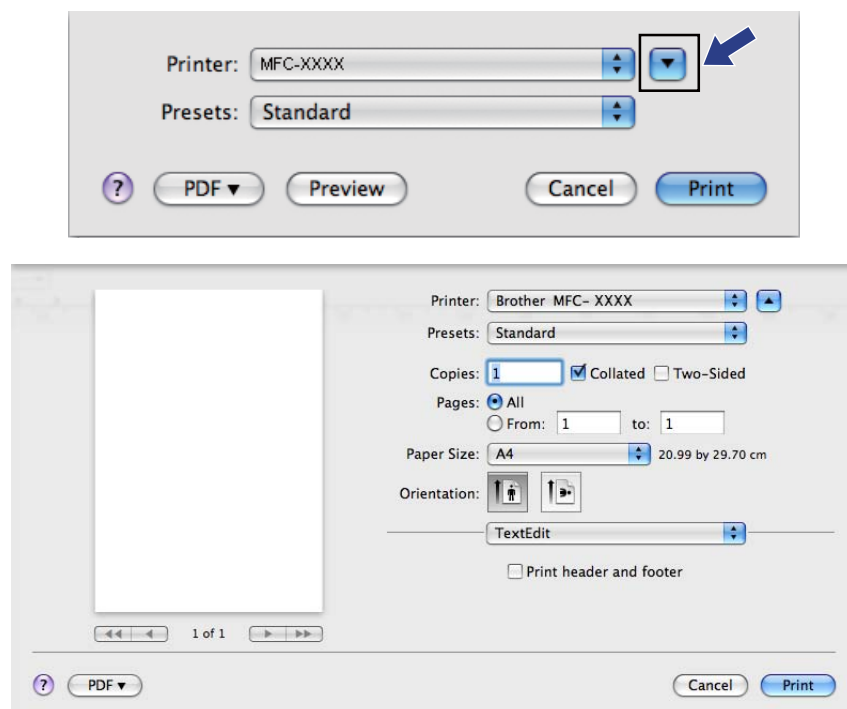 Printer: MFC-XXXX
Presets: Standard
? PDF Preview Cancel Print
Printer: Brother MFC- XXXX
Presets: Standard
Copies: 1 Collated Two-Sided
Pages: All
From: 1 to: 1
Paper Size: A4 20.99 by 29.70 cm
Orientation:
TextEdit
Print header and footer
1 of 1
? PDF Cancel Print